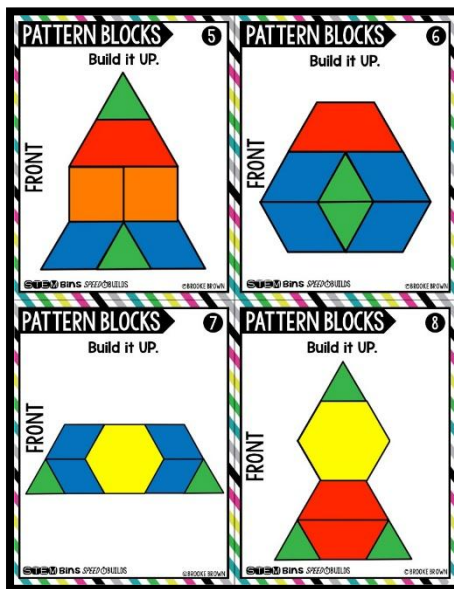 PATTERN BLOCKS 5
Build it UP.
FRONT
STEM BINS SPEED BUILDS ©BROOKE BROWN
PATTERN BLOCKS 6
Build it UP.
FRONT
STEM BINS SPEED BUILDS ©BROOKE BROWN
PATTERN BLOCKS 7
Build it UP.
FRONT
STEM BINS SPEED BUILDS ©BROOKE BROWN
PATTERN BLOCKS 8
Build it UP.
FRONT
STEM BINS SPEED BUILDS ©BROOKE BROWN